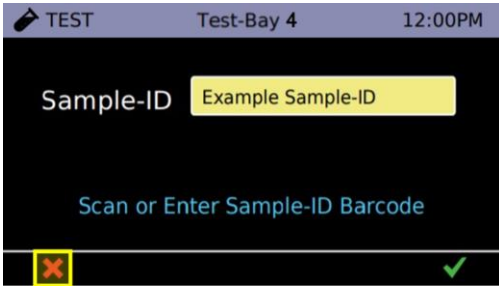 TEST Test-Bay 4 12:00PM
Sample-ID Example Sample-ID
Scan or Enter Sample-ID Barcode